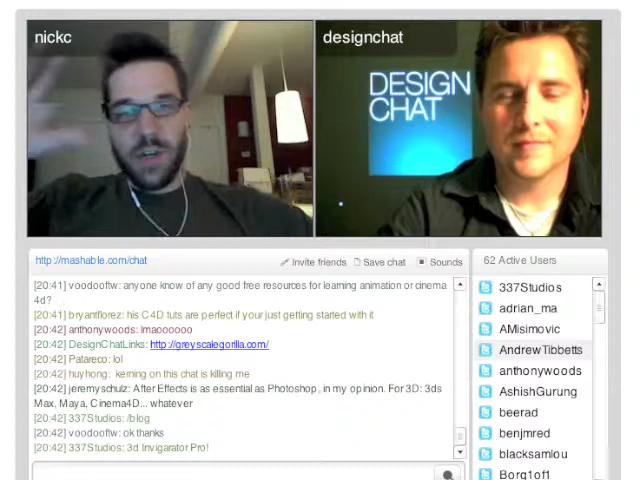 nickc
designchat
DESIGN
CHAT
http://mashable.com/chat
Invite friends
Save chat
Sounds
62 Active Users
[20:41] voodooftw: anyone know of any good free resources for learning animation or cinema
4d?
[20:41] bryantflorez: his C4D tuts are perfect if your just getting started with it
[20:42] anthonywoods: lmaoooooo
[20:42] DesignChatLinks: http://greyscalegorilla.com/
[20:42] Patareco: lol
[20:42] huyhong: kerning on this chat is killing me
[20:42] jeremyschulz: After Effects is as essential as Photoshop, in my opinion. For 3D: 3ds
Max, Maya, Cinema4D... whatever
[20:42] 337Studios: /blog
[20:42] voodooftw: ok thanks
[20:42] 337Studios: 3d Invigarator Pro!
337Studios
adrian_ma
AMisimovic
AndrewTibbetts
anthonywoods
AshishGurung
beerad
benjmred
blacksamlou
Borg1of1